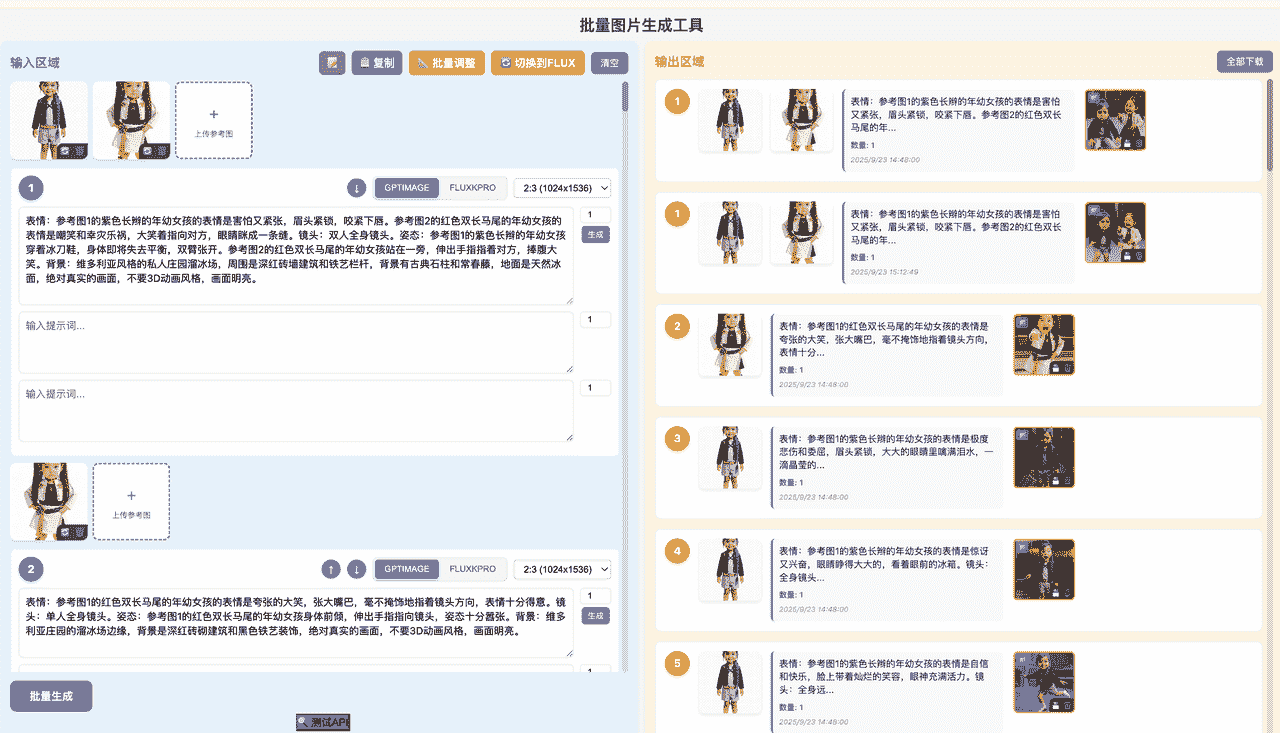 批量图片生成工具
输入区域
复制
批量调整
切换到FLUX
清空
+
上传参考图
1
↓
GPTIMAGE
FLUXKPRO
2:3 (1024x1536)
表情：参考图1的紫色长辫的年幼女孩的表情是害怕又紧张，眉头紧锁，咬紧下唇。参考图2的红色双长马尾的年幼女孩的
表情是嘲笑和幸灾乐祸，大笑着指向对方，眼睛眯成一条缝。镜头：双人全身镜头。姿态：参考图1的紫色长辫的年幼女孩
穿着冰刀鞋，身体即将失去平衡，双臂张开。参考图2的红色双长马尾的年幼女孩站在一旁，伸出手指指着对方，捧腹大
笑。背景：维多利亚风格的私人庄园溜冰场，周围是深红砖墙建筑和铁艺栏杆，背景有古典石柱和常春藤，地面是天然冰
面，绝对真实的画面，不要3D动画风格，画面明亮。
1
生成
输入提示词...
1
输入提示词...
1
+
上传参考图
2
↑
↓
GPTIMAGE
FLUXKPRO
2:3 (1024x1536)
表情：参考图1的红色双长马尾的年幼女孩的表情是夸张的大笑，张大嘴巴，毫不掩饰地指着镜头方向，表情十分得意。镜
头：单人全身镜头。姿态：参考图1的红色双长马尾的年幼女孩身体前倾，伸出手指指向镜头，姿态十分嚣张。背景：维多
利亚庄园的溜冰场边缘，背景是深红砖砌建筑和黑色铁艺装饰，绝对真实的画面，不要3D动画风格，画面明亮。
1
生成
1
批量生成
测试API
输出区域
全部下载
1
表情：参考图1的紫色长辫的年幼女孩的表情是害怕
又紧张，眉头紧锁，咬紧下唇。参考图2的红色双长
马尾的年...
数量: 1
2025/9/23 14:48:00
1
表情：参考图1的紫色长辫的年幼女孩的表情是害怕
又紧张，眉头紧锁，咬紧下唇。参考图2的红色双长
马尾的年...
数量: 1
2025/9/23 15:12:49
2
表情：参考图1的红色双长马尾的年幼女孩的表情是
夸张的大笑，张大嘴巴，毫不掩饰地指着镜头方向，
表情十分...
数量: 1
2025/9/23 14:48:00
3
表情：参考图1的紫色长辫的年幼女孩的表情是极度
悲伤和委屈，眉头紧锁，大大的眼睛里噙满泪水，一
滴晶莹的...
数量: 1
2025/9/23 14:48:00
4
表情：参考图1的紫色长辫的年幼女孩的表情是惊讶
又兴奋，眼睛睁得大大的，看着眼前的冰箱。镜头：
全身镜头...
数量: 1
2025/9/23 14:48:00
5
表情：参考图1的紫色长辫的年幼女孩的表情是自信
和快乐，脸上带着灿烂的笑容，眼神充满活力。镜
头：全身远...
数量: 1
2025/9/23 14:48:00